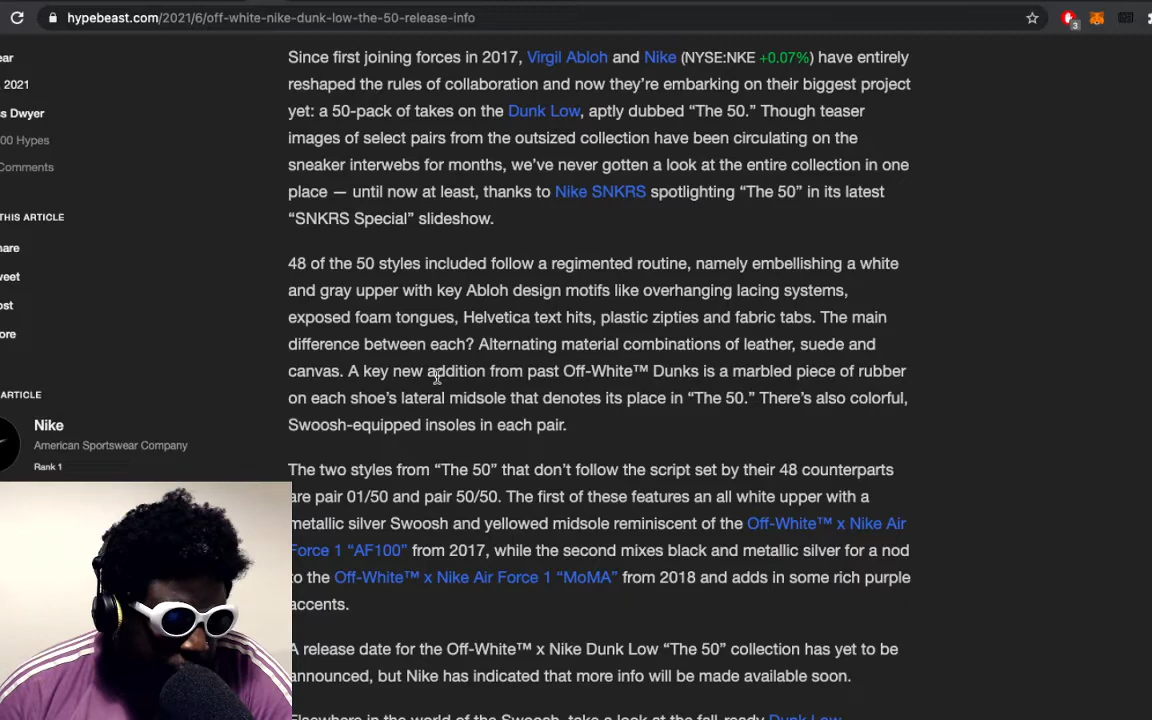 hypebeast.com/2021/6/off-white-nike-dunk-low-the-50-release-info
3
ear
2021
ss Dwyer
00 Hypes
Comments
THIS ARTICLE
hare
weet
ost
ore
ARTICLE
Nike
American Sportswear Company
Rank 1
Since first joining forces in 2017, Virgil Abloh and Nike (NYSE:NKE +0.07%) have entirely
reshaped the rules of collaboration and now they’re embarking on their biggest project
yet: a 50-pack of takes on the Dunk Low, aptly dubbed “The 50.” Though teaser
images of select pairs from the outsized collection have been circulating on the
sneaker interwebs for months, we’ve never gotten a look at the entire collection in one
place — until now at least, thanks to Nike SNKRS spotlighting “The 50” in its latest
“SNKRS Special” slideshow.
48 of the 50 styles included follow a regimented routine, namely embellishing a white
and gray upper with key Abloh design motifs like overhanging lacing systems,
exposed foam tongues, Helvetica text hits, plastic zipties and fabric tabs. The main
difference between each? Alternating material combinations of leather, suede and
canvas. A key new addition from past Off-White™ Dunks is a marbled piece of rubber
on each shoe’s lateral midsole that denotes its place in “The 50.” There’s also colorful,
Swoosh-equipped insoles in each pair.
The two styles from “The 50” that don’t follow the script set by their 48 counterparts
are pair 01/50 and pair 50/50. The first of these features an all white upper with a
metallic silver Swoosh and yellowed midsole reminiscent of the Off-White™ x Nike Air
Force 1 “AF100” from 2017, while the second mixes black and metallic silver for a nod
to the Off-White™ x Nike Air Force 1 “MoMA” from 2018 and adds in some rich purple
accents.
A release date for the Off-White™ x Nike Dunk Low “The 50” collection has yet to be
announced, but Nike has indicated that more info will be made available soon.
Elsewhere in the world of the Swoosh, take a look at the fall-ready Dunk Low